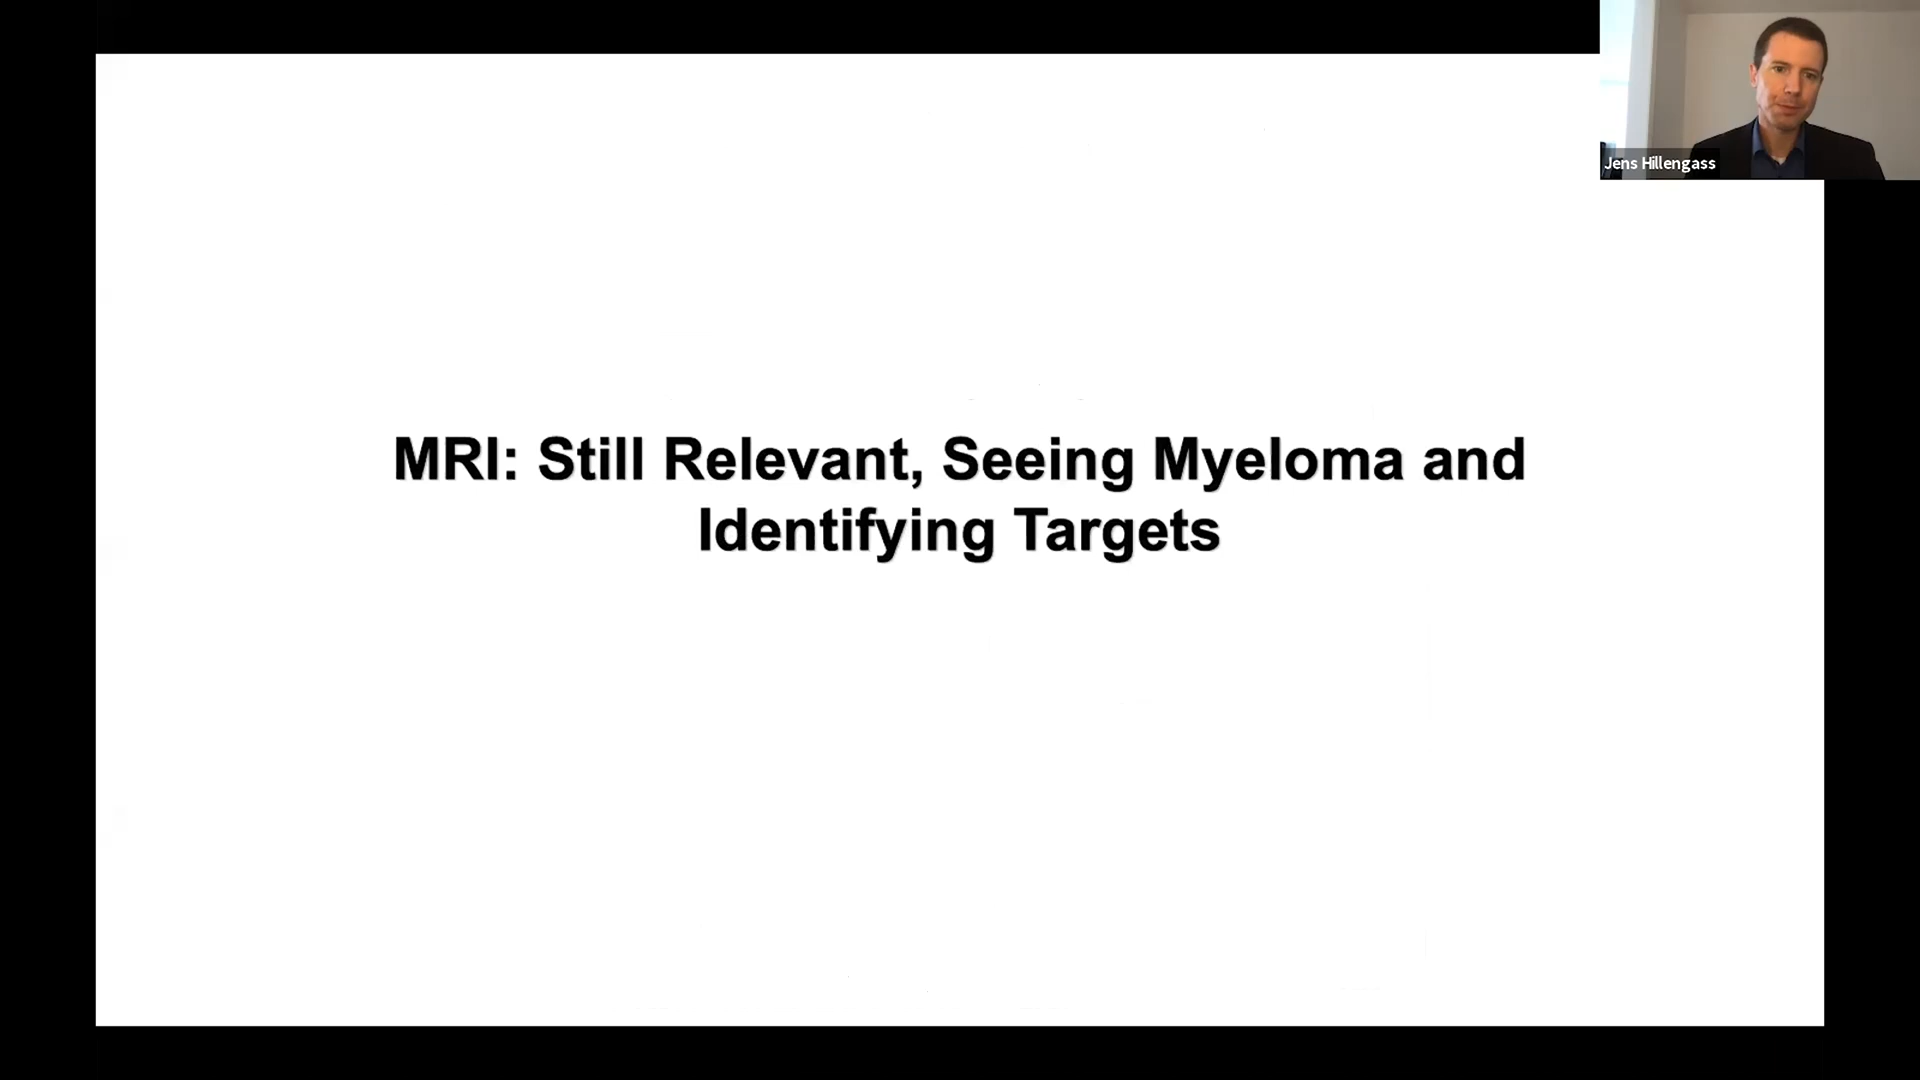 Jens Hillengass
MRI: Still Relevant, Seeing Myeloma and
Identifying Targets